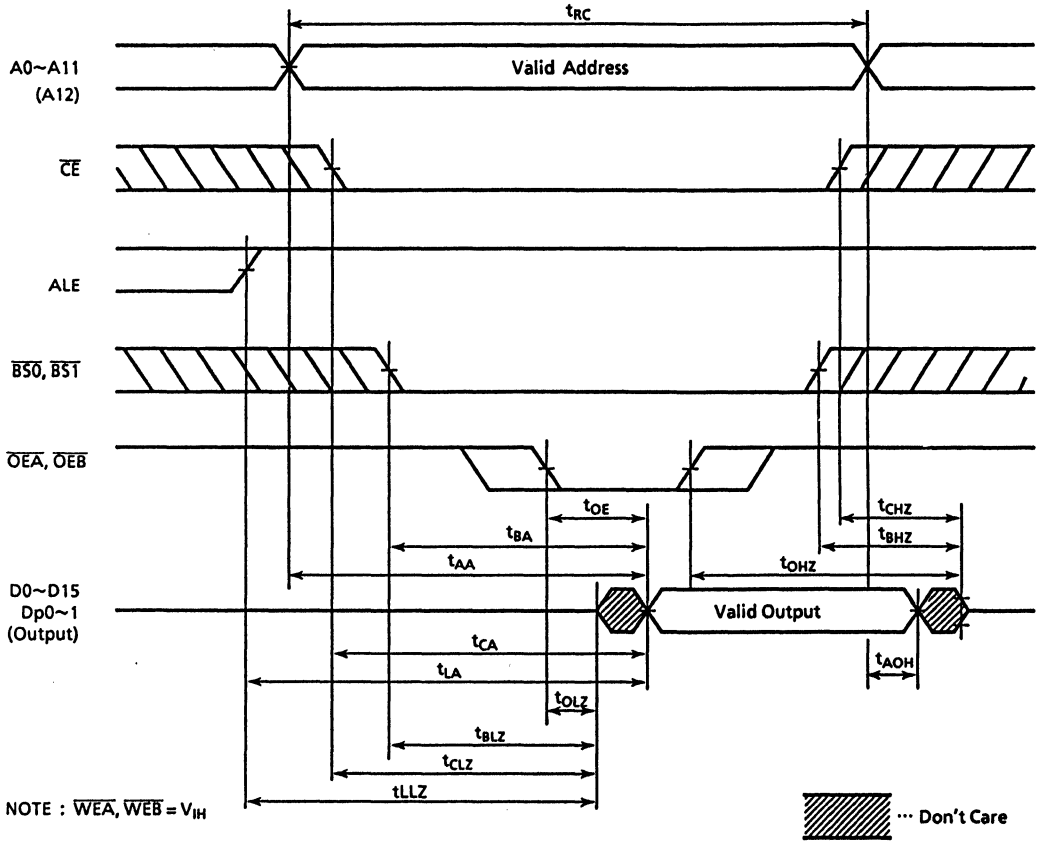 tRC
A0~A11
(A12)
Valid Address
CE
ALE
BS0, BS1
OEA, OEB
tOE
tCHZ
tBA
tBHZ
tAA
tOHZ
D0~D15
Dp0~1
(Output)
Valid Output
tCA
tAOH
tLA
tOLZ
tBLZ
tCLZ
tLLZ
NOTE : WEA, WEB = VIH
··· Don't Care